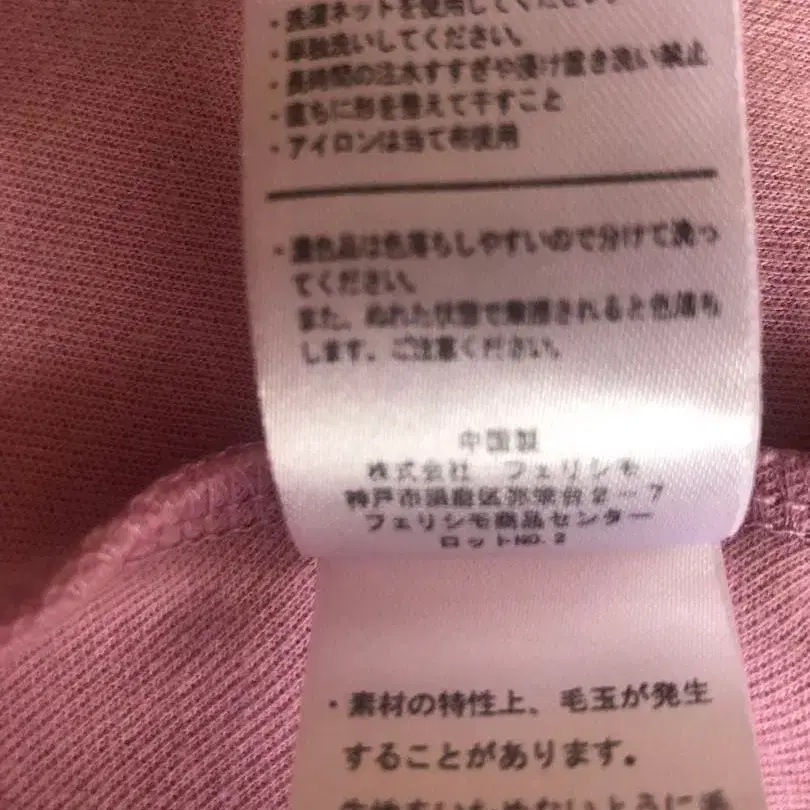 ・洗濯ネットを使用してください。
・単独洗いしてください。
・長時間の注水すすぎや浸け置き洗い禁止
・直ちに形を整えて干すこと
・アイロンは当て布使用
・濃色品は色落ちしやすいので分けて洗っ
てください。
また、ぬれた状態で摩擦されると色落ち
します。ご注意ください。
中国製
株式会社 フェリシモ
神戸市須磨区弥栄台2-7
フェリシモ商品センター
ロットNO.2
・素材の特性上、毛玉が発生
することがあります。